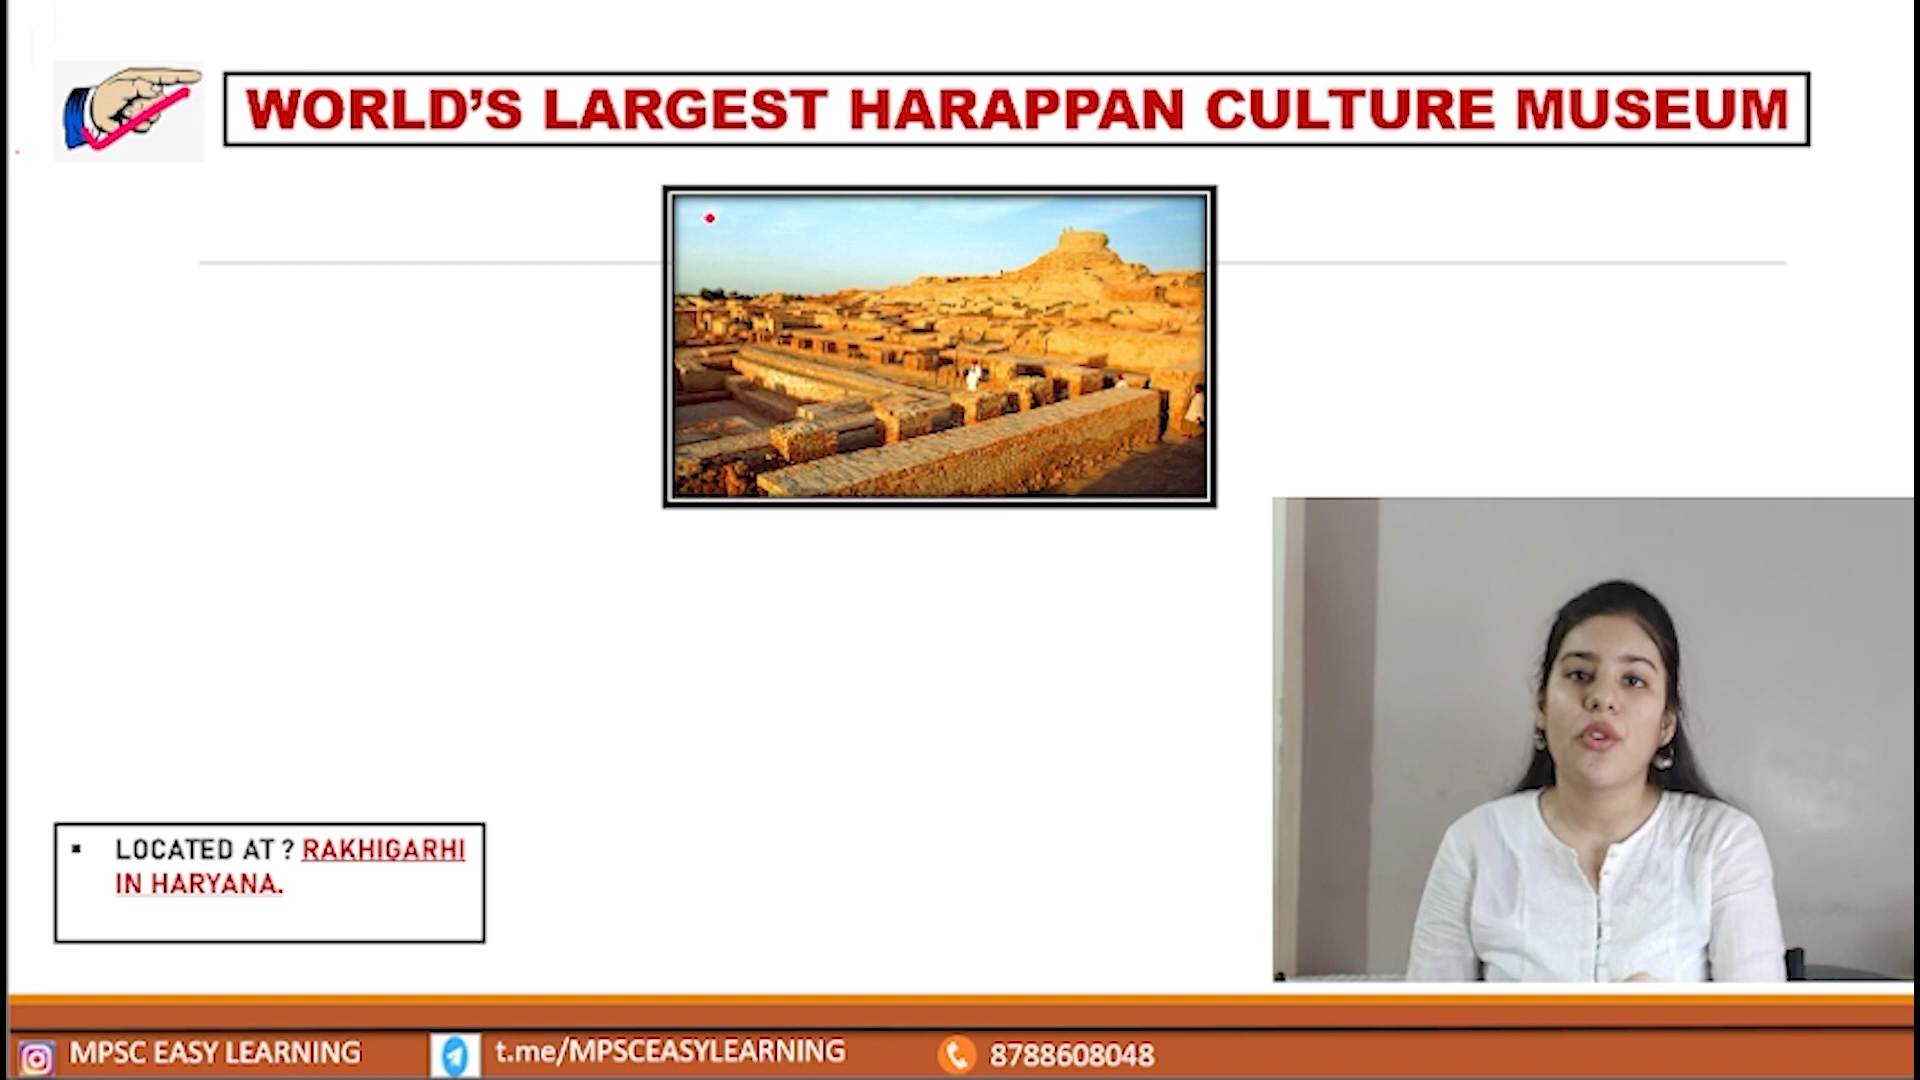 WORLD’S LARGEST HARAPPAN CULTURE MUSEUM
LOCATED AT ? RAKHIGARHI
IN HARYANA.
MPSC EASY LEARNING
t.me/MPSCEASYLEARNING
8788608048